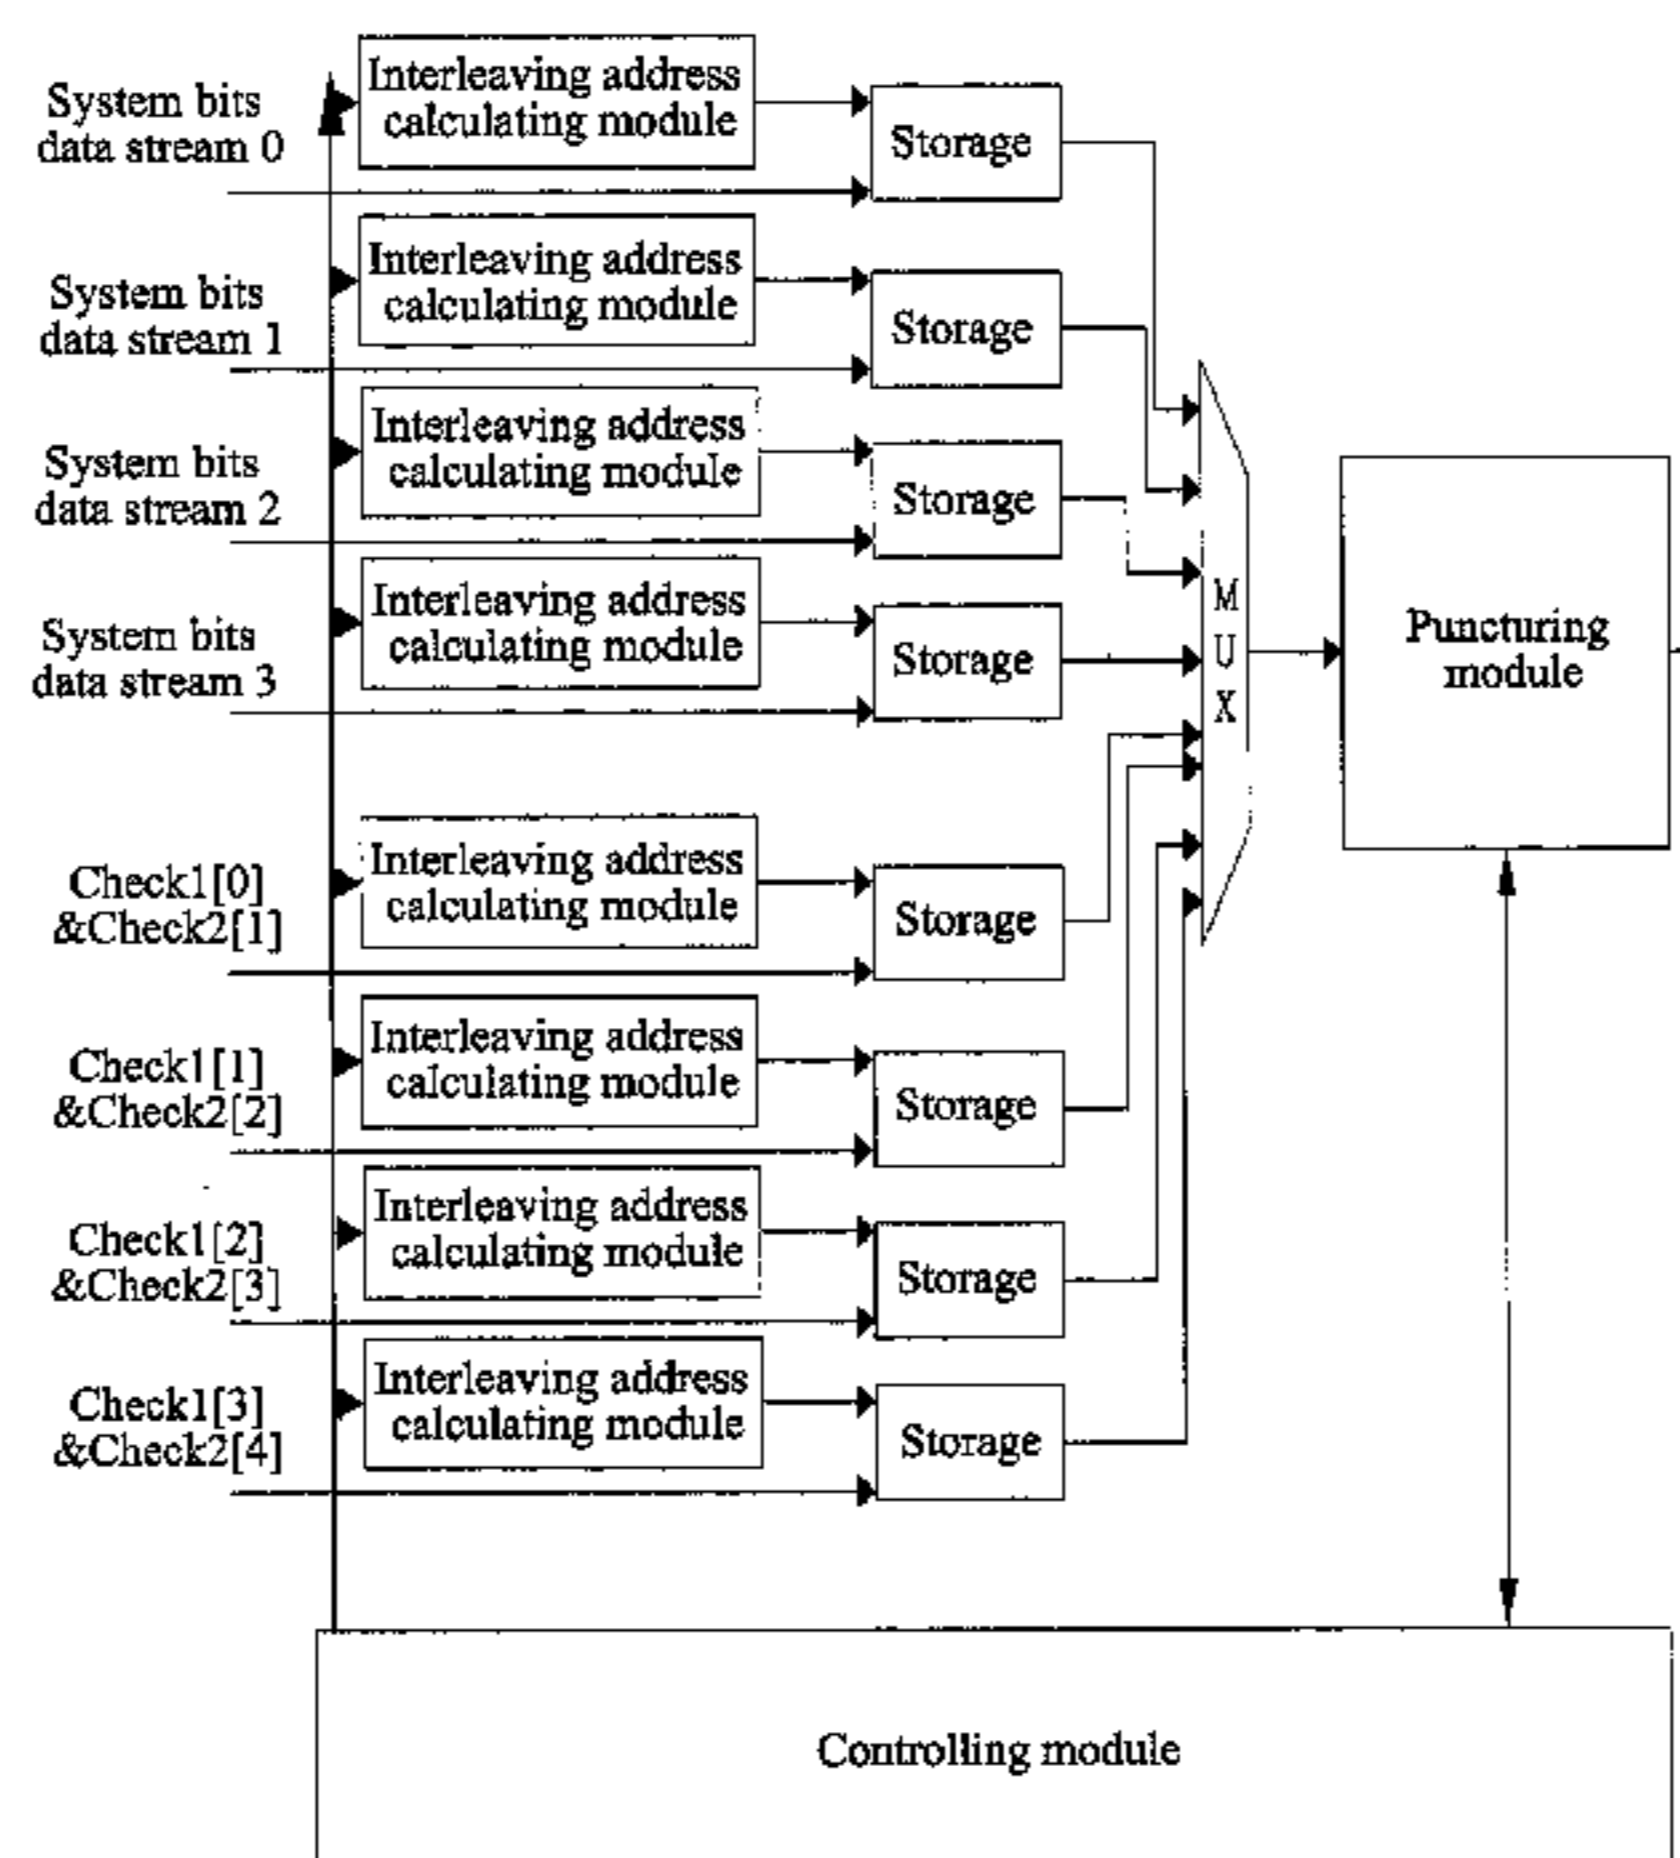 System bits
data stream 0
Interleaving address
calculating module
Storage
System bits
data stream 1
Interleaving address
calculating module
Storage
System bits
data stream 2
Interleaving address
calculating module
Storage
System bits
data stream 3
Interleaving address
calculating module
Storage
M
U
X
Puncturing
module
Check1[0]
&Check2[1]
Interleaving address
calculating module
Storage
Check1[1]
&Check2[2]
Interleaving address
calculating module
Storage
Check1[2]
&Check2[3]
Interleaving address
calculating module
Storage
Check1[3]
&Check2[4]
Interleaving address
calculating module
Storage
Controlling module